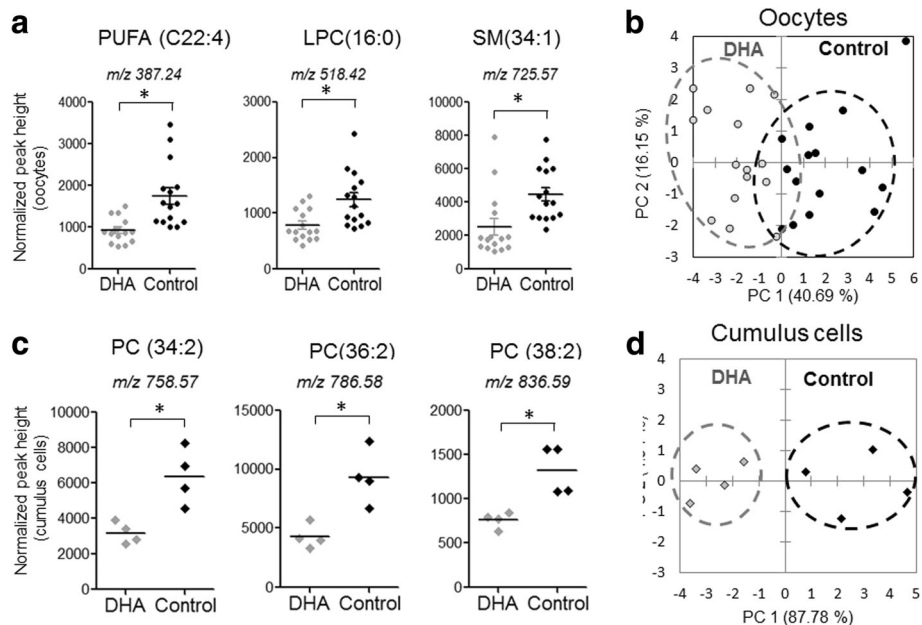 a
PUFA (C22:4)
LPC(16:0)
SM(34:1)
m/z 387.24
m/z 518.42
m/z 725.57
*
*
*
Normalized peak height
(oocytes)
4000
3000
2000
1000
0
3000
2000
1000
0
10000
8000
6000
4000
2000
0
DHA Control
DHA Control
DHA Control
b
Oocytes
DHA
Control
4
3
2
1
0
-1
-2
-3
PC 2 (16.15 %)
-4 -3 -2 -1 0 1 2 3 4 5 6
PC 1 (40.69 %)
c
PC (34:2)
PC(36:2)
PC (38:2)
m/z 758.57
m/z 786.58
m/z 836.59
*
*
*
Normalized peak height
(cumulus cells)
10000
8000
6000
4000
2000
0
15000
10000
5000
0
2000
1500
1000
500
0
DHA Control
DHA Control
DHA Control
d
Cumulus cells
DHA
Control
4
3
2
1
0
-1
-2
-3
-4 -3 -2 -1 0 1 2 3 4 5
PC 1 (87.78 %)